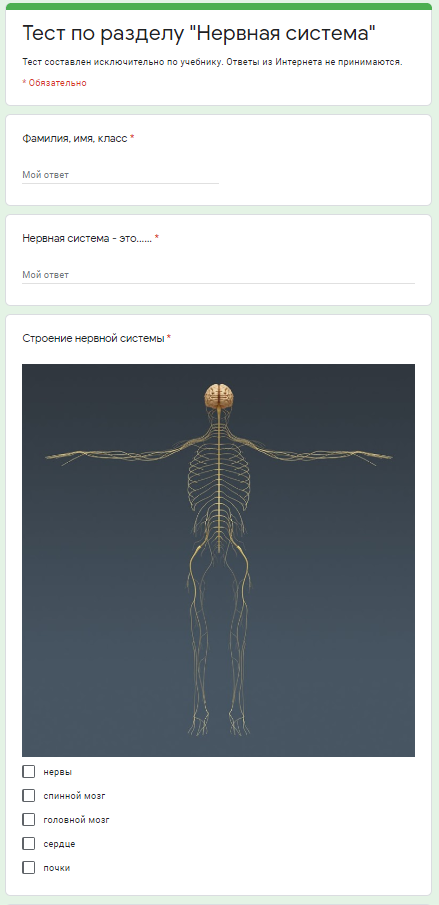 Тест по разделу "Нервная система"
Тест составлен исключительно по учебнику. Ответы из Интернета не принимаются.
* Обязательно
Фамилия, имя, класс *
Мой ответ
Нервная система - это...... *
Мой ответ
Строение нервной системы *
нервы
спинной мозг
головной мозг
сердце
почки